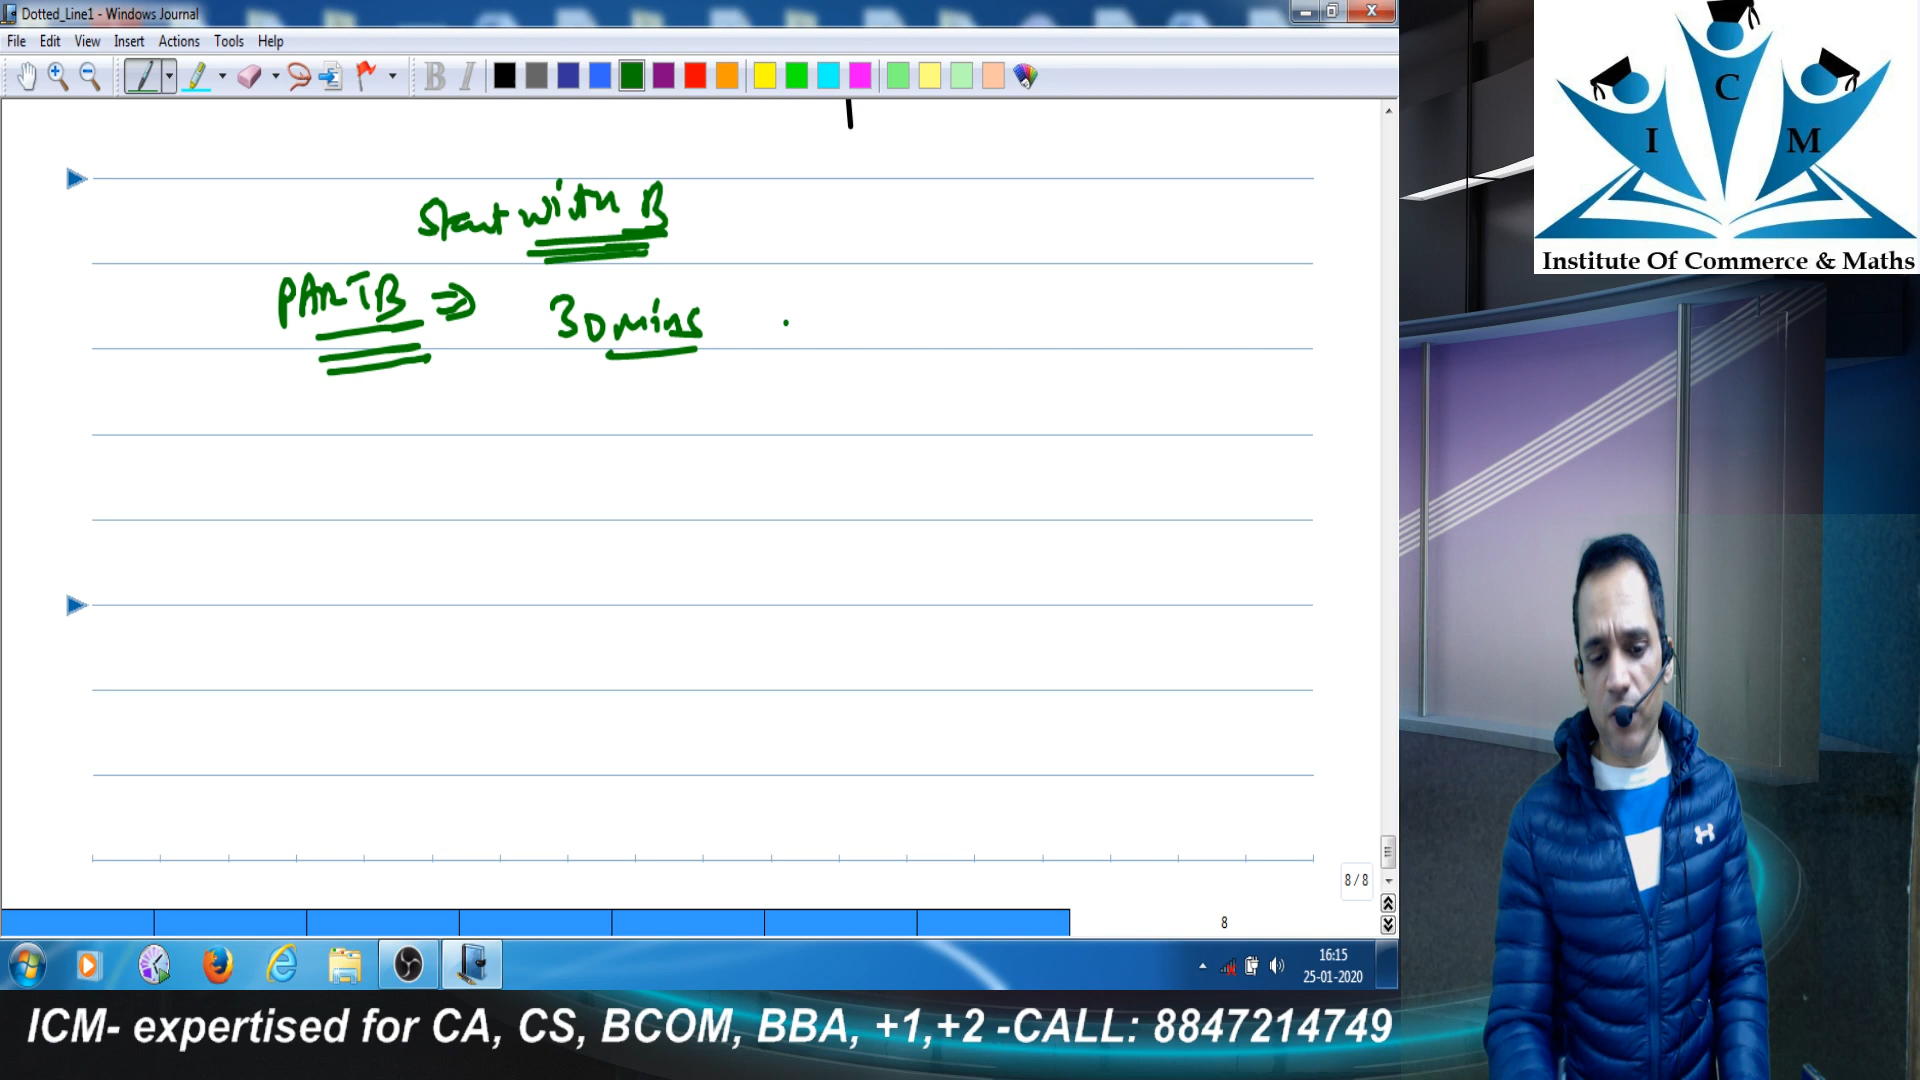 Dotted_Line1 - Windows Journal
File Edit View Insert Actions Tools Help
B I
I C M
Institute Of Commerce & Maths
Start with B
PART B ⇒ 30 mins
8 / 8
8
16:15
25-01-2020
ICM- expertised for CA, CS, BCOM, BBA, +1,+2 -CALL: 8847214749